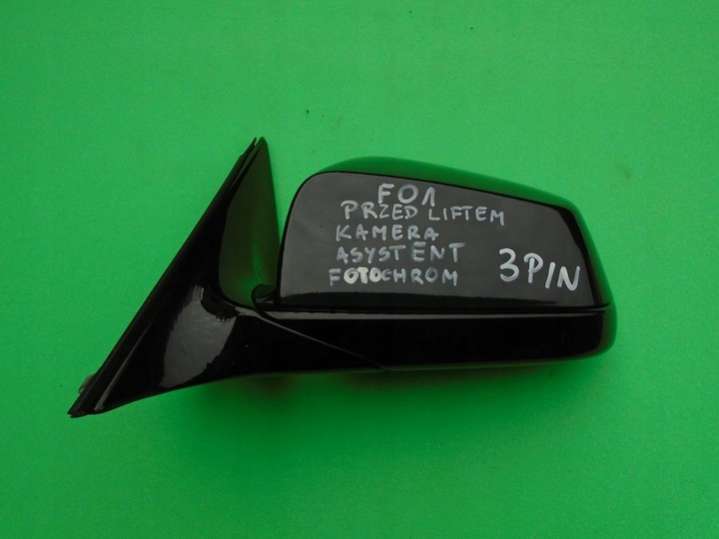 F01
PRZED LIFTEM
KAMERA
ASYSTENT
FOTOCHROM
3PIN